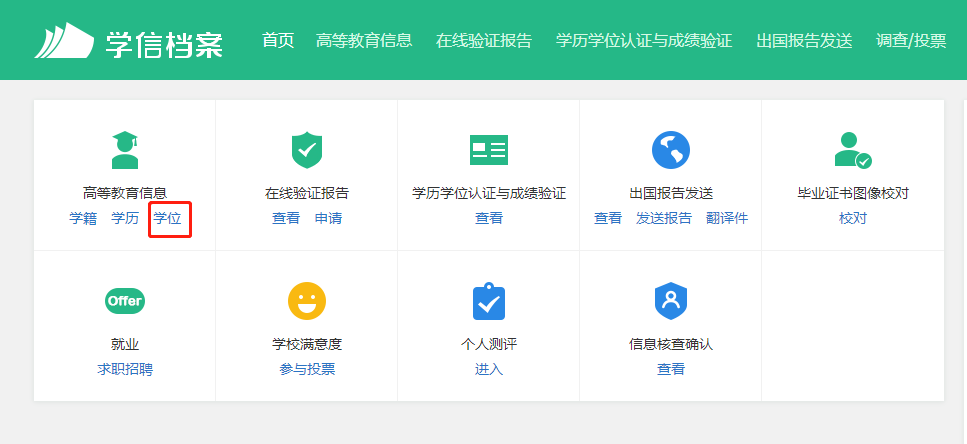 学信档案 首页 高等教育信息 在线验证报告 学历学位认证与成绩验证 出国报告发送 调查/投票
高等教育信息 在线验证报告 学历学位认证与成绩验证 出国报告发送 毕业证书图像校对
学籍 学历 学位 查看 申请 查看 查看 发送报告 翻译件 校对
Offer
就业 学校满意度 个人测评 信息核查确认
求职招聘 参与投票 进入 查看